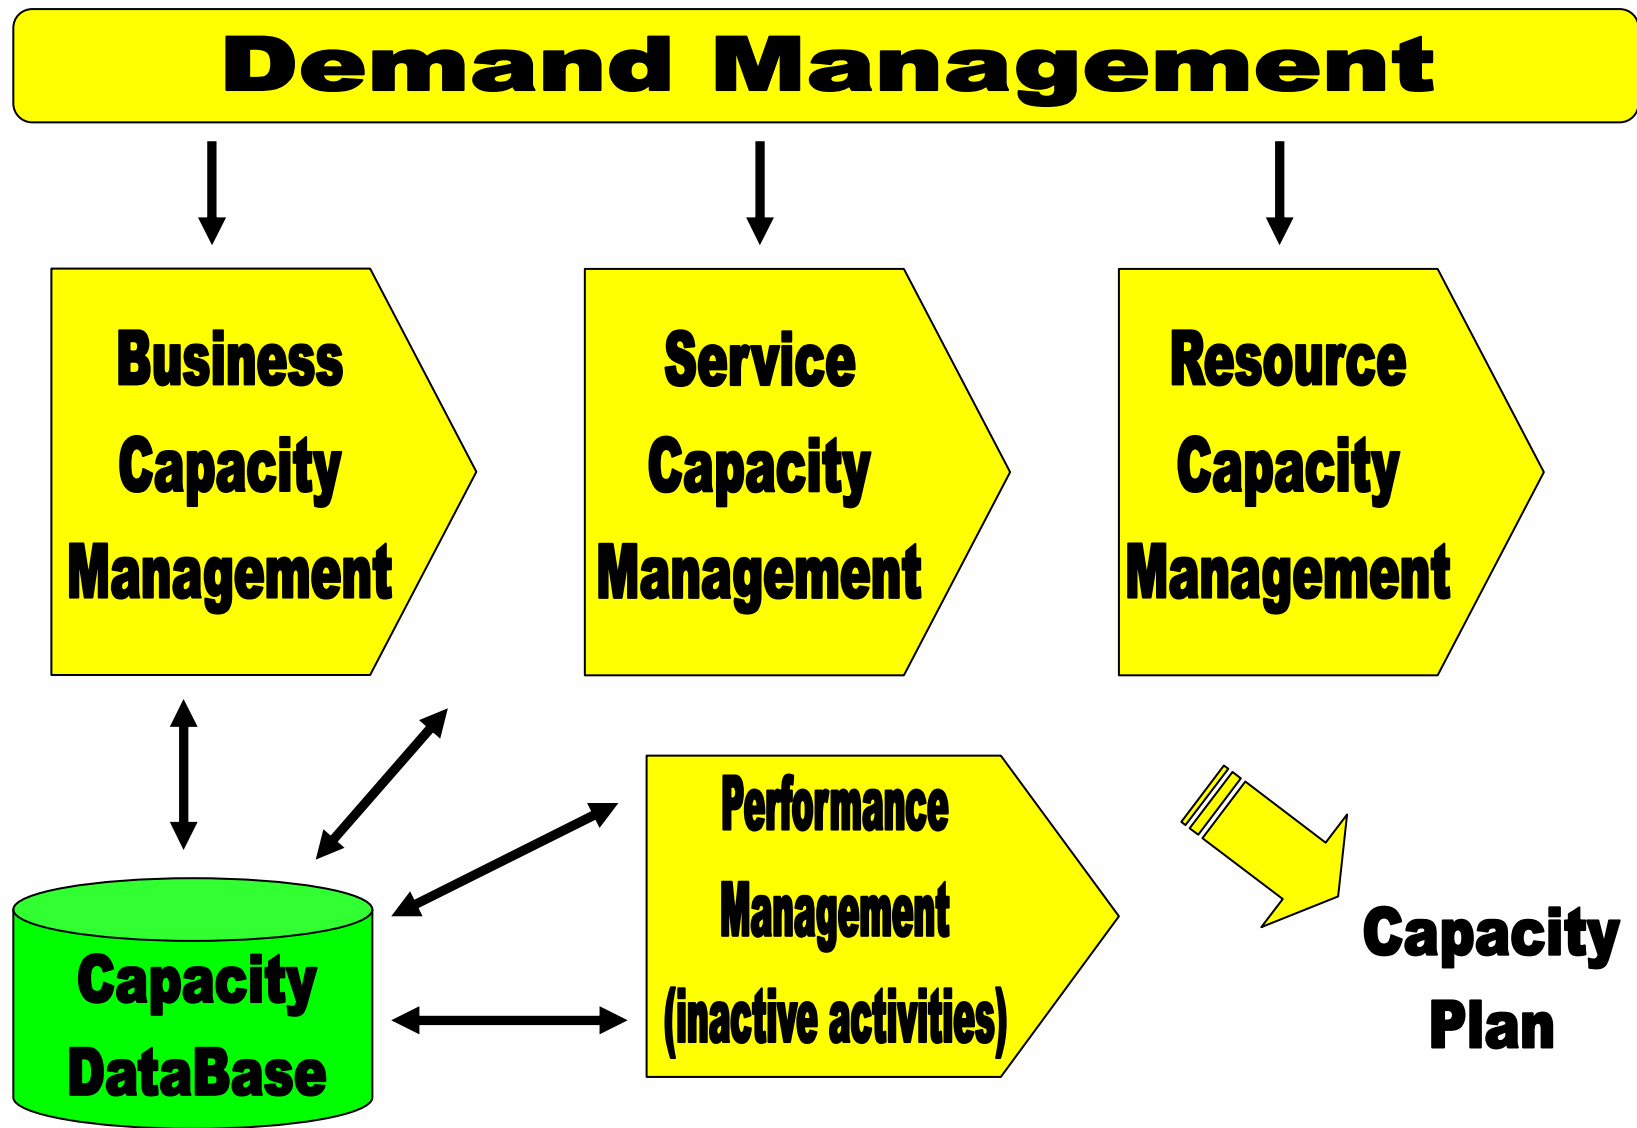 Demand Management
Business
Capacity
Management
Service
Capacity
Management
Resource
Capacity
Management
Performance
Management
(inactive activities)
Capacity
DataBase
Capacity
Plan